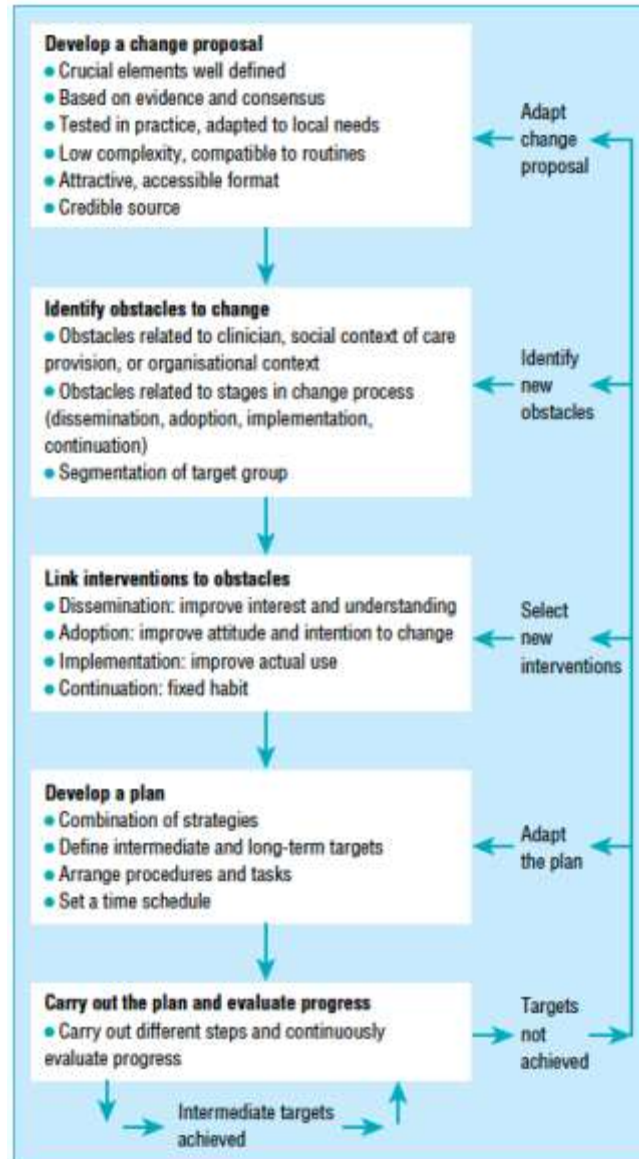 Develop a change proposal
• Crucial elements well defined
• Based on evidence and consensus
• Tested in practice, adapted to local needs
• Low complexity, compatible to routines
• Attractive, accessible format
• Credible source
Adapt
change
proposal
Identify obstacles to change
• Obstacles related to clinician, social context of care
provision, or organisational context
• Obstacles related to stages in change process
(dissemination, adoption, implementation,
continuation)
• Segmentation of target group
Identify
new
obstacles
Link interventions to obstacles
• Dissemination: improve interest and understanding
• Adoption: improve attitude and intention to change
• Implementation: improve actual use
• Continuation: fixed habit
Select
new
interventions
Develop a plan
• Combination of strategies
• Define intermediate and long-term targets
• Arrange procedures and tasks
• Set a time schedule
Adapt
the plan
Carry out the plan and evaluate progress
• Carry out different steps and continuously
evaluate progress
Targets
not
achieved
Intermediate targets
achieved